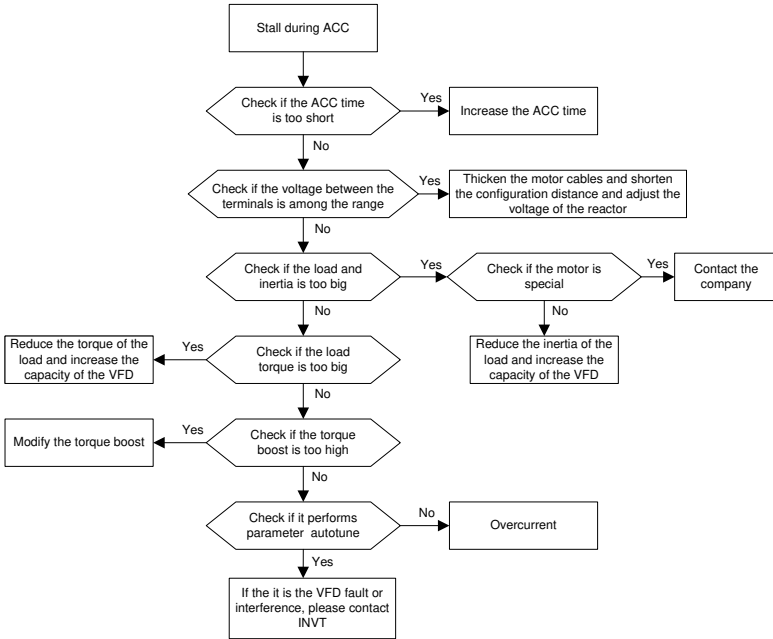 Stall during ACC
Check if the ACC time
is too short
Yes
Increase the ACC time
No
Check if the voltage between the
terminals is among the range
Yes
Thicken the motor cables and shorten
the configuration distance and adjust the
voltage of the reactor
No
Check if the load and
inertia is too big
Yes
Check if the motor is
special
Yes
Contact the
company
No
No
Reduce the inertia of the
load and increase the
capacity of the VFD
Check if the load
torque is too big
Yes
Reduce the torque of the
load and increase the
capacity of the VFD
No
Check if the torque
boost is too high
Yes
Modify the torque boost
No
Check if it performs
parameter autotune
No
Overcurrent
Yes
If the it is the VFD fault or
interference, please contact
INVT